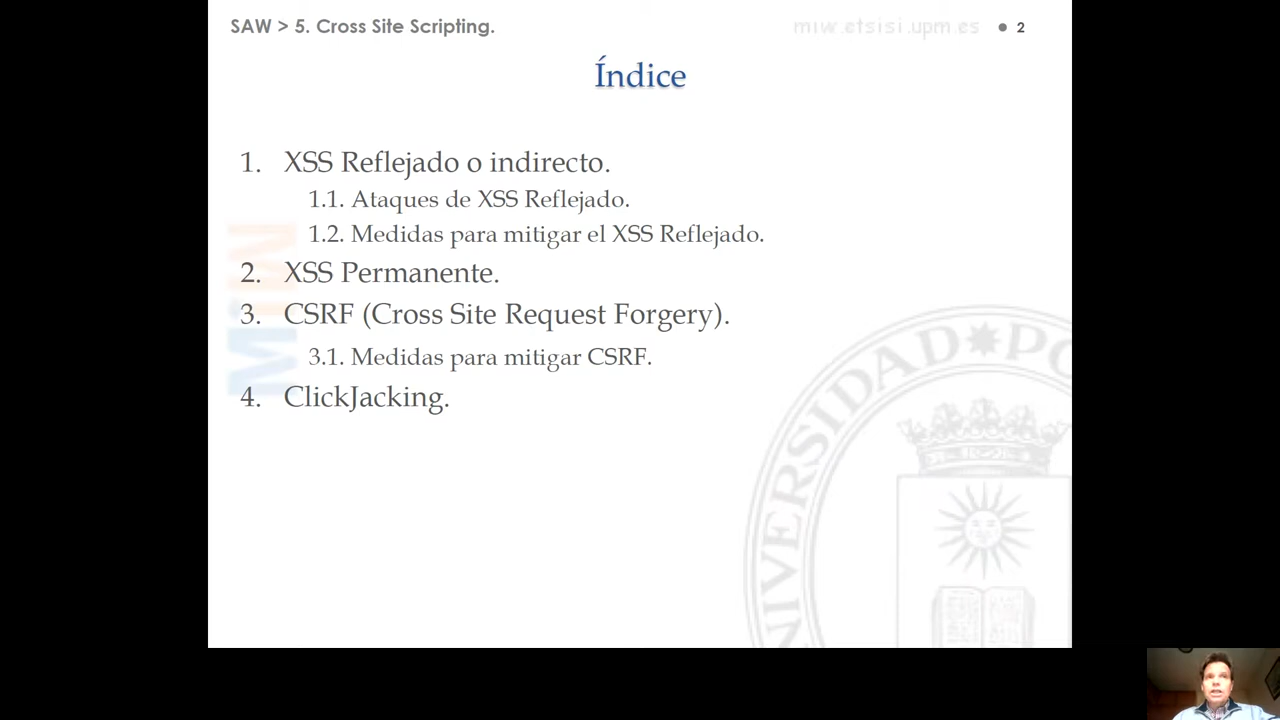 SAW > 5. Cross Site Scripting.
miw.etsisi.upm.es
2
Índice
1. XSS Reflejado o indirecto.
1.1. Ataques de XSS Reflejado.
1.2. Medidas para mitigar el XSS Reflejado.
2. XSS Permanente.
3. CSRF (Cross Site Request Forgery).
3.1. Medidas para mitigar CSRF.
4. ClickJacking.
MiW